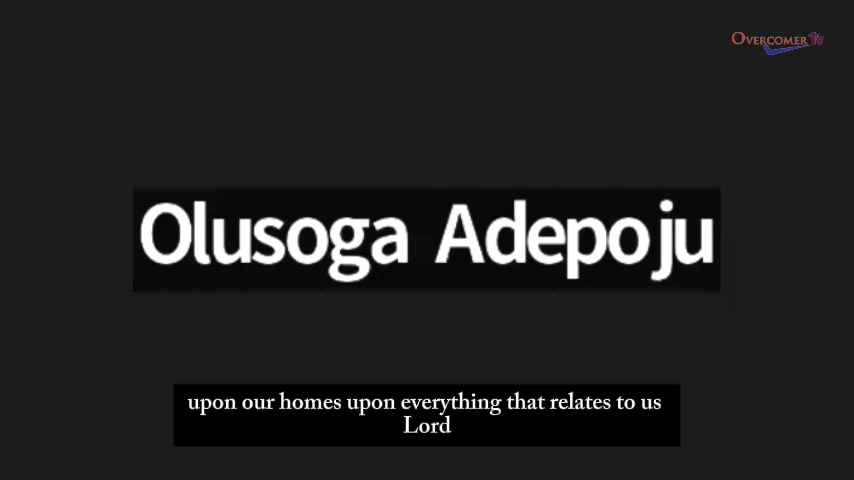 OVERCOMER TV
Olusoga Adepoju
upon our homes upon everything that relates to us
Lord